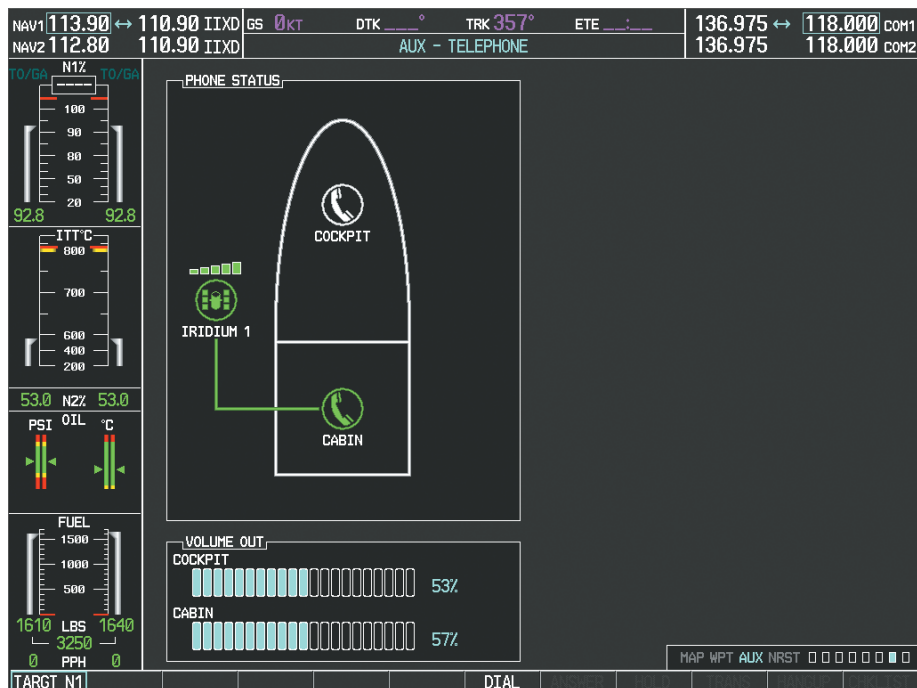 NAV1 113.90 ↔ 110.90 IIXD GS 0KT DTK ___° TRK 357° ETE __:__ 136.975 ↔ 118.000 COM1
NAV2 112.80 110.90 IIXD AUX - TELEPHONE 136.975 118.000 COM2
TO/GA N1% TO/GA
----
100
90
80
50
20
92.8 92.8
ITT°C
800
700
600
400
200
53.0 N2% 53.0
PSI OIL °C
FUEL
1500
1000
500
1610 LBS 1640
3250
0 PPH 0
PHONE STATUS
COCKPIT
IRIDIUM 1
CABIN
VOLUME OUT
COCKPIT
53%
CABIN
57%
MAP WPT AUX NRST
TARGT N1 DIAL ANSWER HOLD TRANS HANGUP CHKLIST